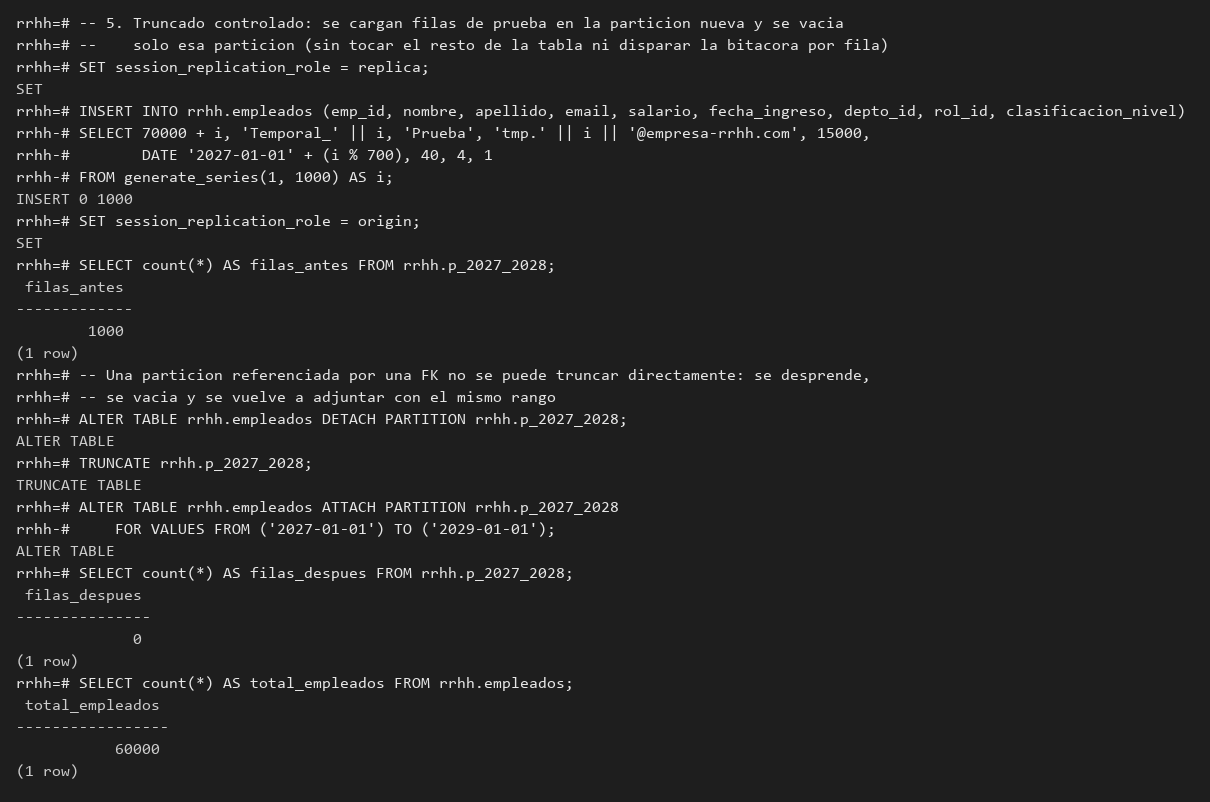 rrhh=# -- 5. Truncado controlado: se cargan filas de prueba en la particion nueva y se vacia
rrhh=# --    solo esa particion (sin tocar el resto de la tabla ni disparar la bitacora por fila)
rrhh=# SET session_replication_role = replica;
SET
rrhh=# INSERT INTO rrhh.empleados (emp_id, nombre, apellido, email, salario, fecha_ingreso, depto_id, rol_id, clasificacion_nivel)
rrhh-# SELECT 70000 + i, 'Temporal_' || i, 'Prueba', 'tmp.' || i || '@empresa-rrhh.com', 15000,
rrhh-#        DATE '2027-01-01' + (i % 700), 40, 4, 1
rrhh-# FROM generate_series(1, 1000) AS i;
INSERT 0 1000
rrhh=# SET session_replication_role = origin;
SET
rrhh=# SELECT count(*) AS filas_antes FROM rrhh.p_2027_2028;
 filas_antes
-------------
        1000
(1 row)
rrhh=# -- Una particion referenciada por una FK no se puede truncar directamente: se desprende,
rrhh=# -- se vacia y se vuelve a adjuntar con el mismo rango
rrhh=# ALTER TABLE rrhh.empleados DETACH PARTITION rrhh.p_2027_2028;
ALTER TABLE
rrhh=# TRUNCATE rrhh.p_2027_2028;
TRUNCATE TABLE
rrhh=# ALTER TABLE rrhh.empleados ATTACH PARTITION rrhh.p_2027_2028
rrhh-#     FOR VALUES FROM ('2027-01-01') TO ('2029-01-01');
ALTER TABLE
rrhh=# SELECT count(*) AS filas_despues FROM rrhh.p_2027_2028;
 filas_despues
---------------
             0
(1 row)
rrhh=# SELECT count(*) AS total_empleados FROM rrhh.empleados;
 total_empleados
-----------------
           60000
(1 row)